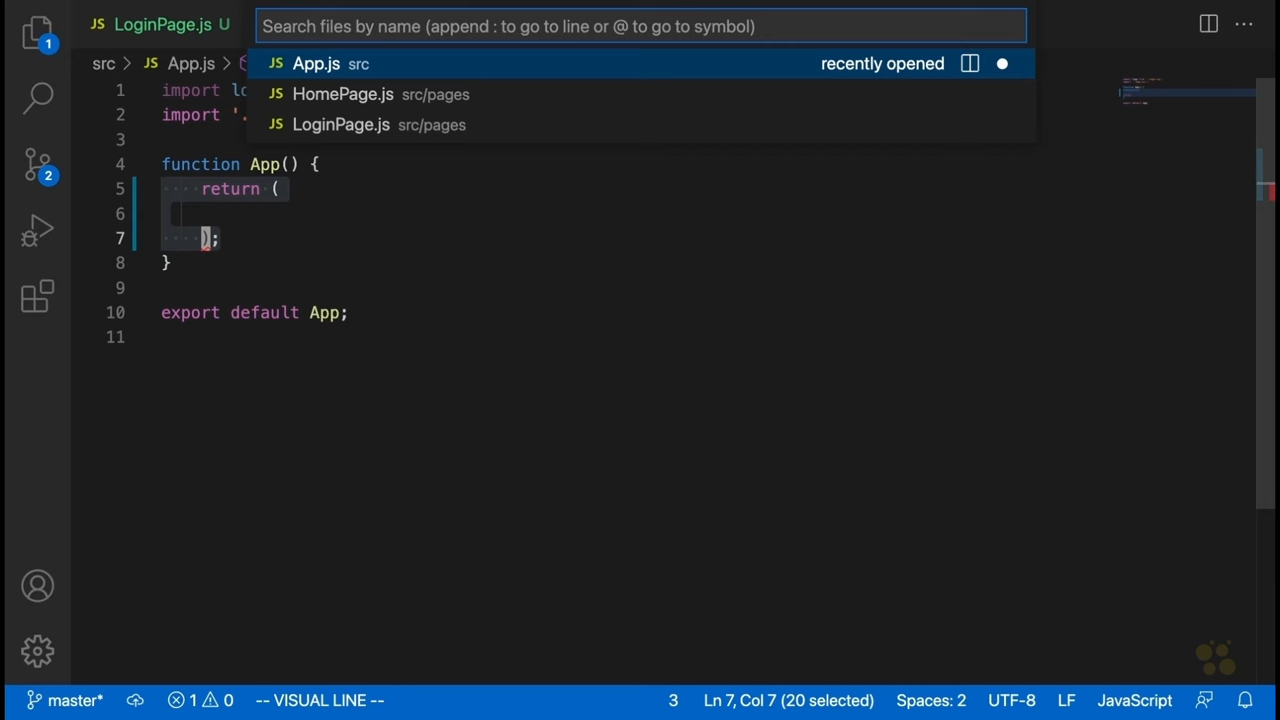 JS LoginPage.js U
Search files by name (append : to go to line or @ to go to symbol)
JS App.js src recently opened
JS HomePage.js src/pages
JS LoginPage.js src/pages
src > JS App.js >
1 import lo
2 import '.
3
4 function App() {
5 ····return·(
6
7 ····);
8 }
9
10 export default App;
11
1
2
master* 1 0 -- VISUAL LINE -- 3 Ln 7, Col 7 (20 selected) Spaces: 2 UTF-8 LF JavaScript